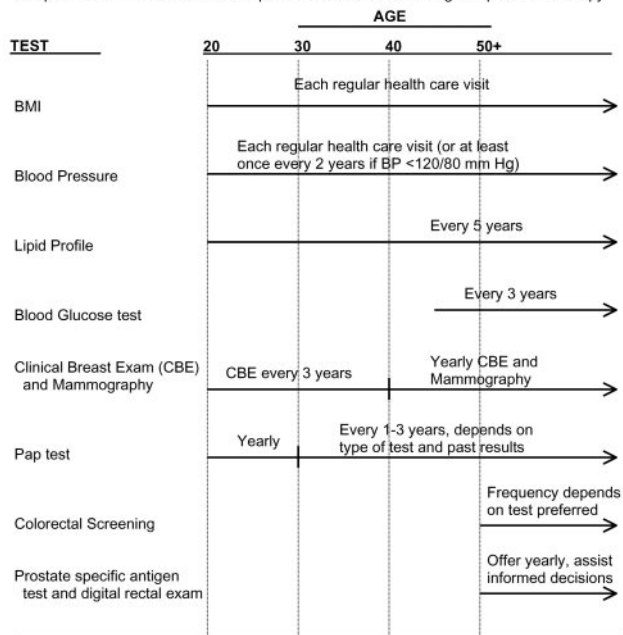 AGE
TEST 20 30 40 50+
Each regular health care visit
BMI
Each regular health care visit (or at least
once every 2 years if BP <120/80 mm Hg)
Blood Pressure
Every 5 years
Lipid Profile
Every 3 years
Blood Glucose test
Clinical Breast Exam (CBE)
and Mammography
CBE every 3 years
Yearly CBE and
Mammography
Pap test
Yearly
Every 1-3 years, depends on
type of test and past results
Colorectal Screening
Frequency depends
on test preferred
Prostate specific antigen
test and digital rectal exam
Offer yearly, assist
informed decisions